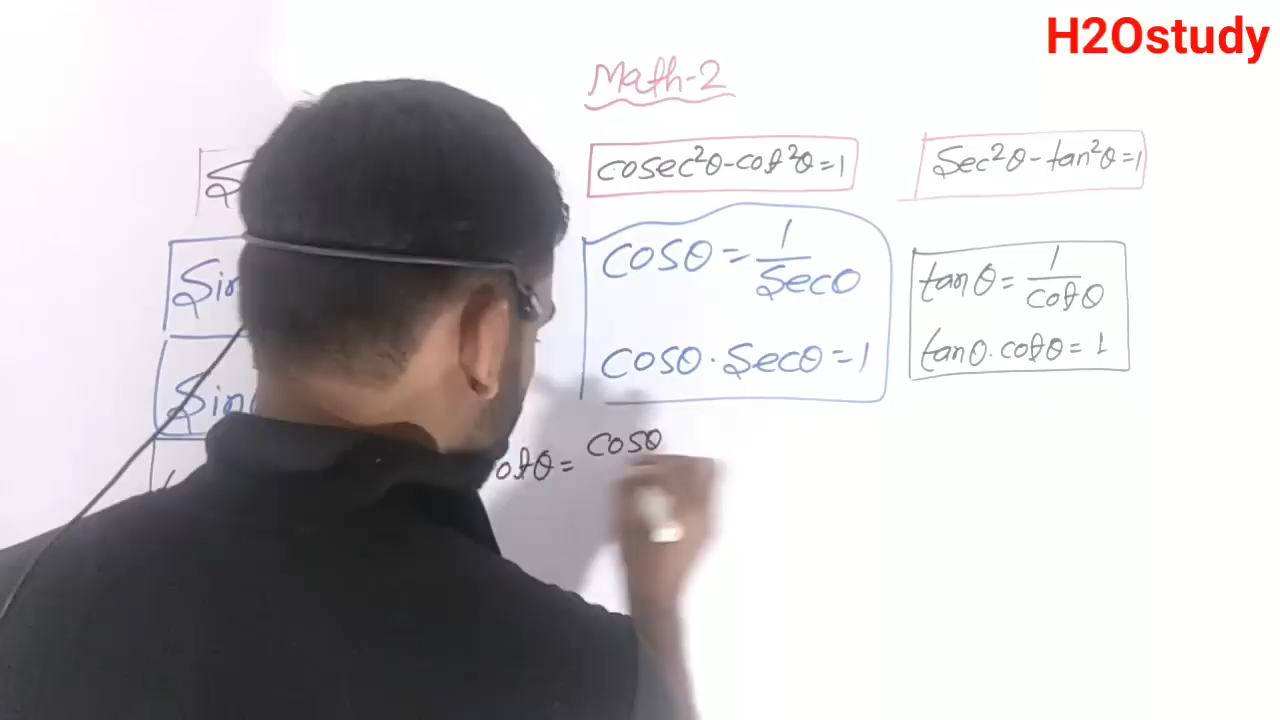 H2Ostudy
Math-2
cosec²θ-cot²θ=1
Sec²θ-tan²θ=1
cosθ = 1/Secθ
tanθ = 1/cotθ
cosθ·Secθ=1
tanθ.cotθ=1
otθ= cosθ